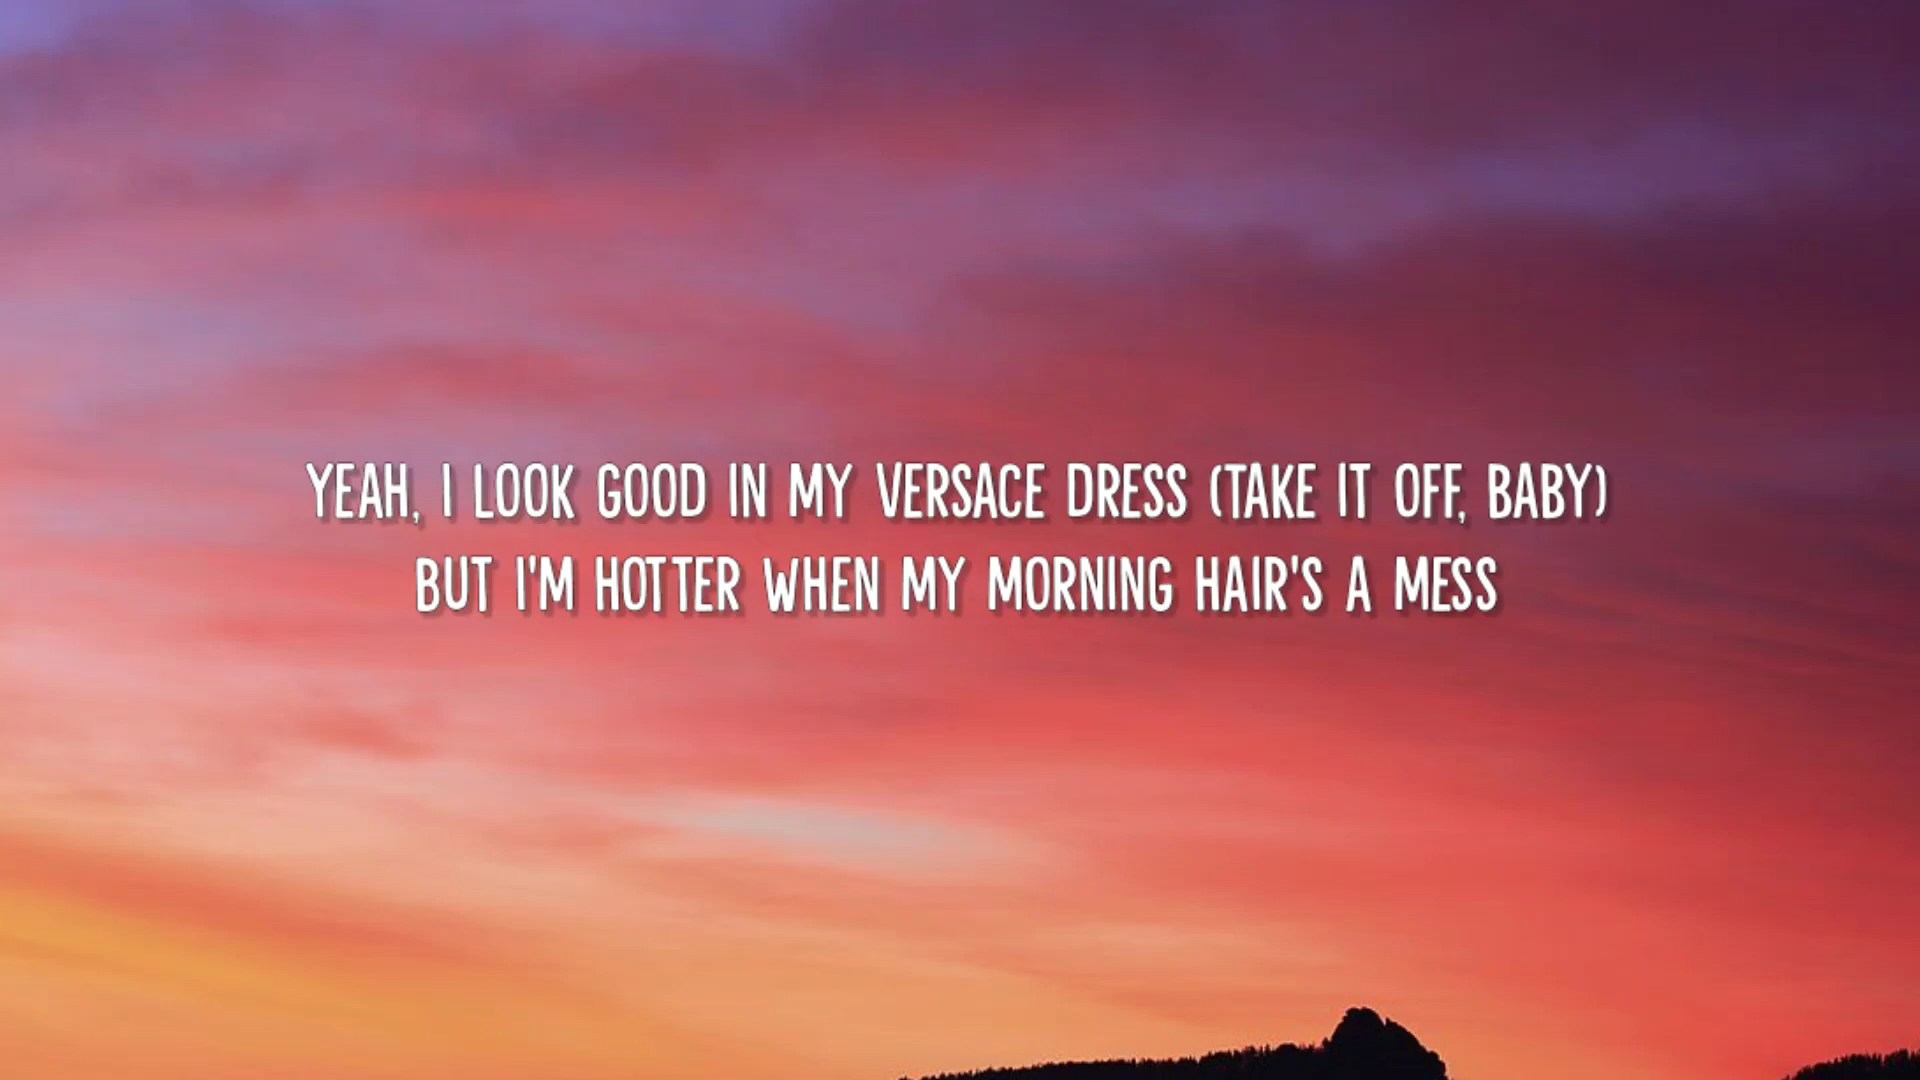 YEAH, I LOOK GOOD IN MY VERSACE DRESS (TAKE IT OFF, BABY)
BUT I'M HOTTER WHEN MY MORNING HAIR'S A MESS